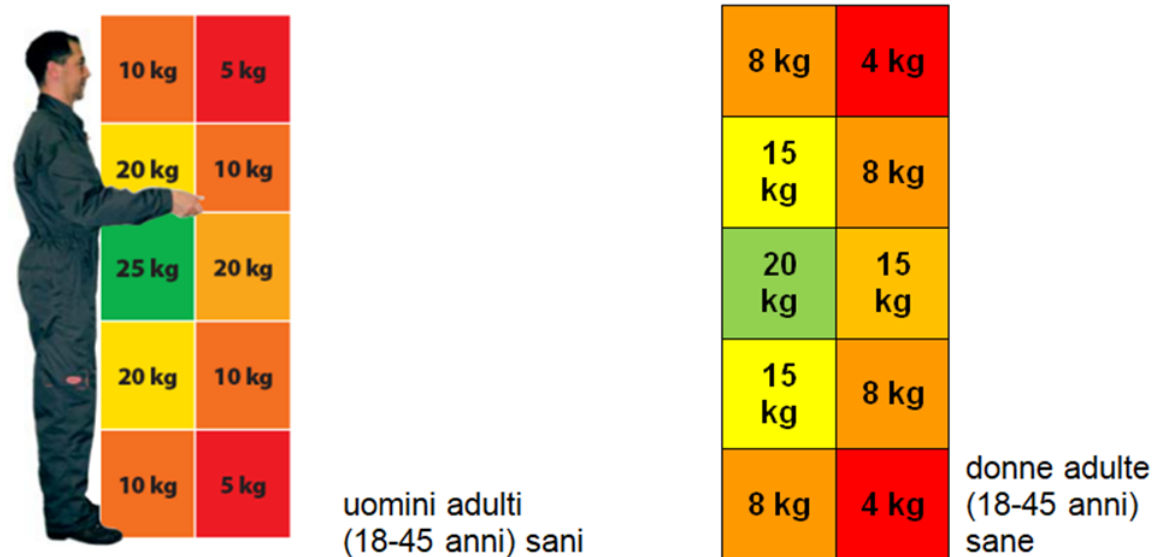 10 kg 5 kg
20 kg 10 kg
25 kg 20 kg
20 kg 10 kg
10 kg 5 kg
uomini adulti
(18-45 anni) sani
8 kg 4 kg
15
kg
8 kg
20
kg
15
kg
15
kg
8 kg
8 kg 4 kg
donne adulte
(18-45 anni)
sane